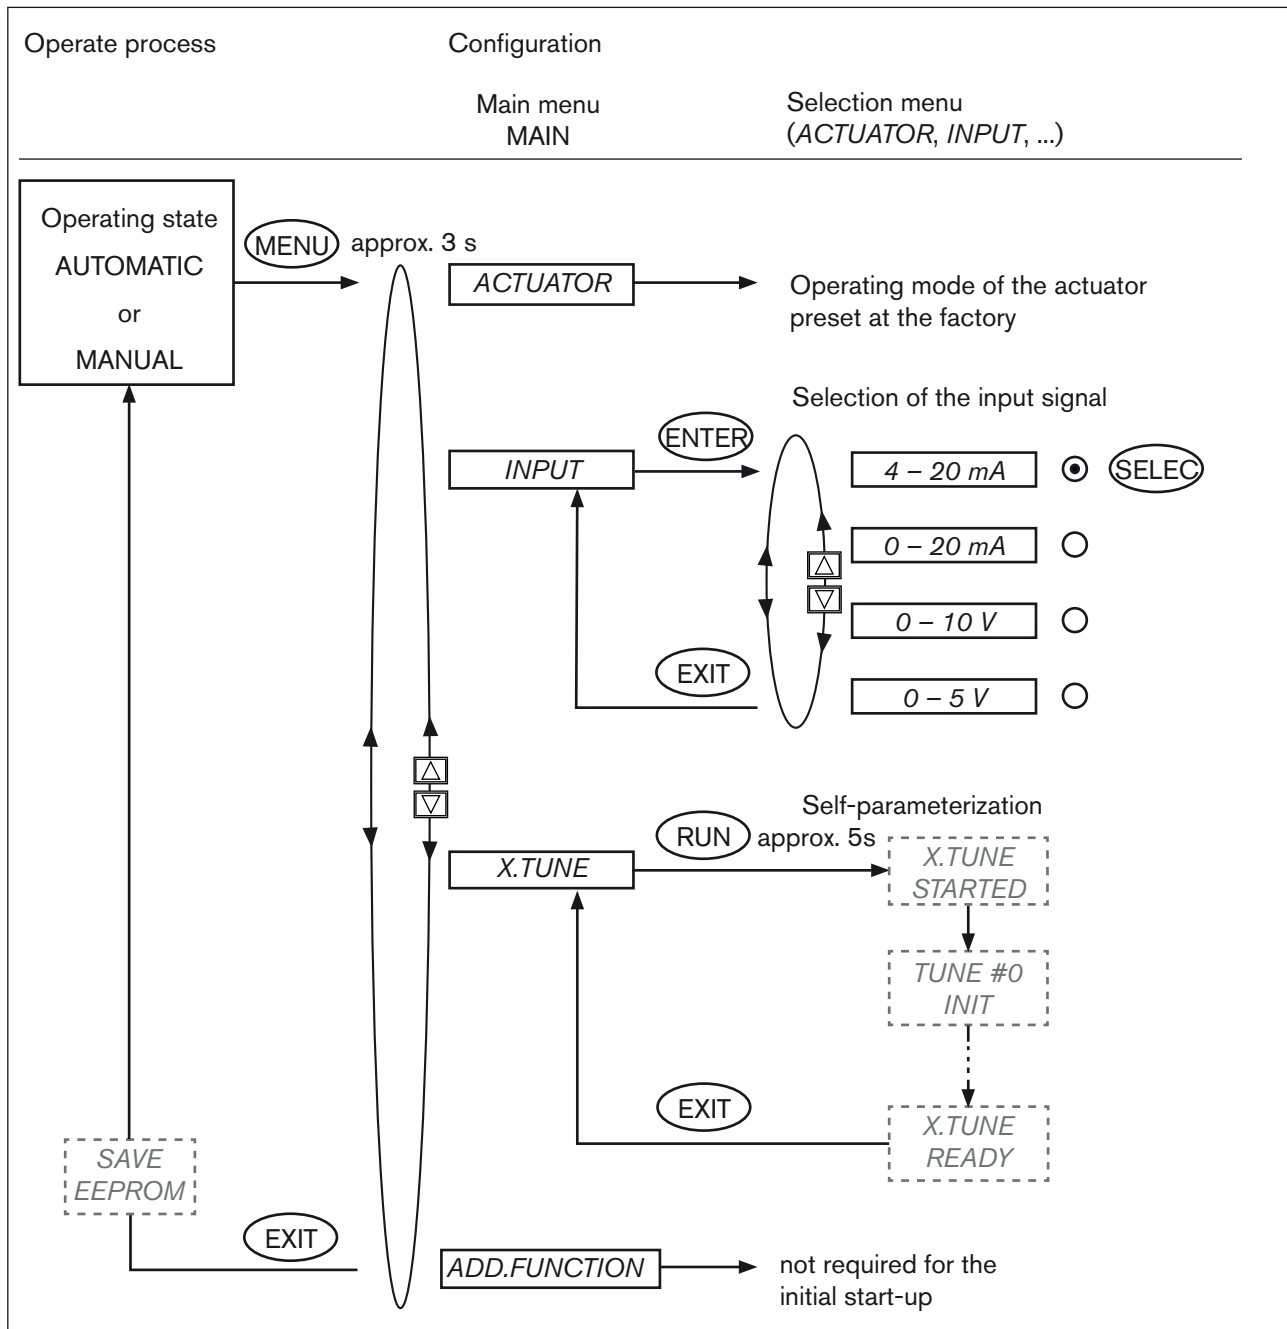 Operate process
Configuration
Main menu
MAIN
Selection menu
(ACTUATOR, INPUT, ...)
Operating state
AUTOMATIC
or
MANUAL
MENU
approx. 3 s
ACTUATOR
Operating mode of the actuator
preset at the factory
Selection of the input signal
INPUT
ENTER
4 – 20 mA
SELEC
0 – 20 mA
0 – 10 V
EXIT
0 – 5 V
Self-parameterization
X.TUNE
RUN
approx. 5s
X.TUNE
STARTED
TUNE #0
INIT
EXIT
X.TUNE
READY
SAVE
EEPROM
EXIT
ADD.FUNCTION
not required for the
initial start-up